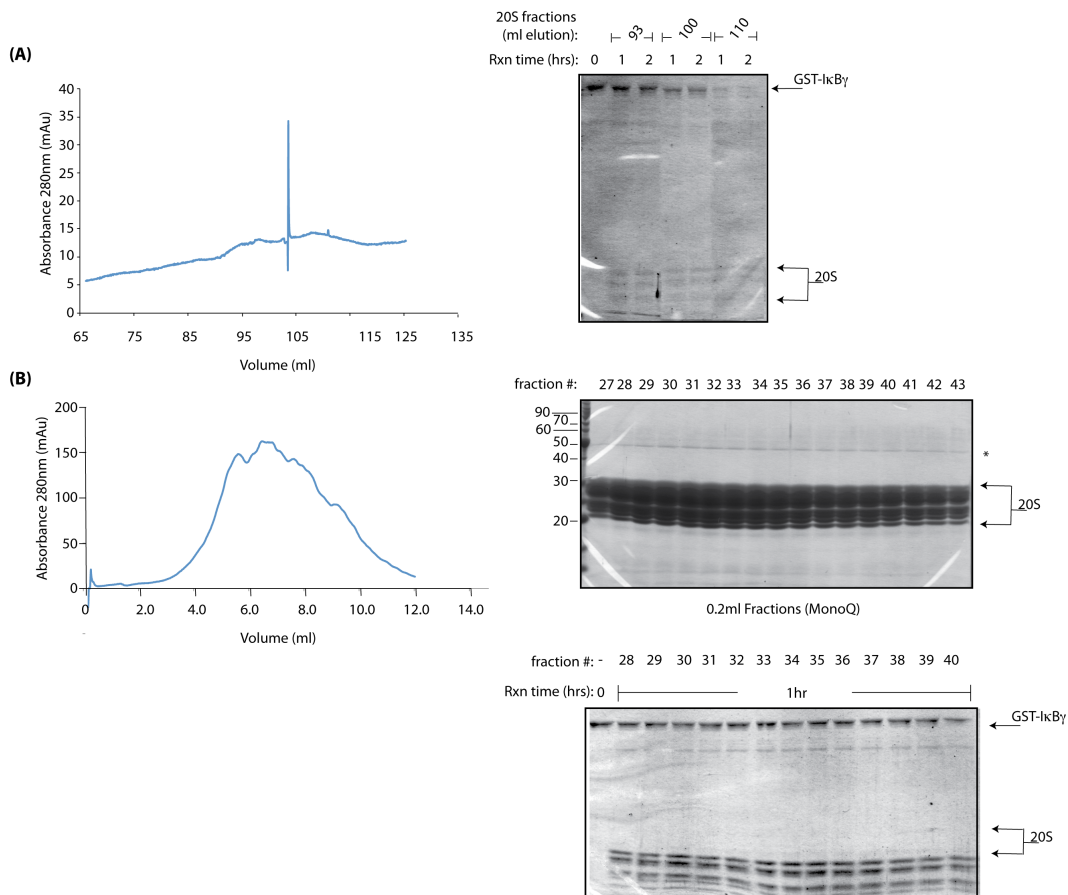 (A)
40
35
30
25
20
15
10
5
0
Absorbance 280nm (mAu)
65 75 85 95 105 115 125 135
Volume (ml)
20S fractions
(ml elution): 93 100 110
Rxn time (hrs): 0 1 2 1 2 1 2
GST-IκBγ
20S
(B)
200
150
100
50
0
Absorbance 280nm (mAu)
0 2.0 4.0 6.0 8.0 10.0 12.0 14.0
Volume (ml)
fraction #: 27 28 29 30 31 32 33 34 35 36 37 38 39 40 41 42 43
90
70
60
50
40
30
20
*
20S
0.2ml Fractions (MonoQ)
fraction #: - 28 29 30 31 32 33 34 35 36 37 38 39 40
Rxn time (hrs): 0 1hr
GST-IκBγ
20S